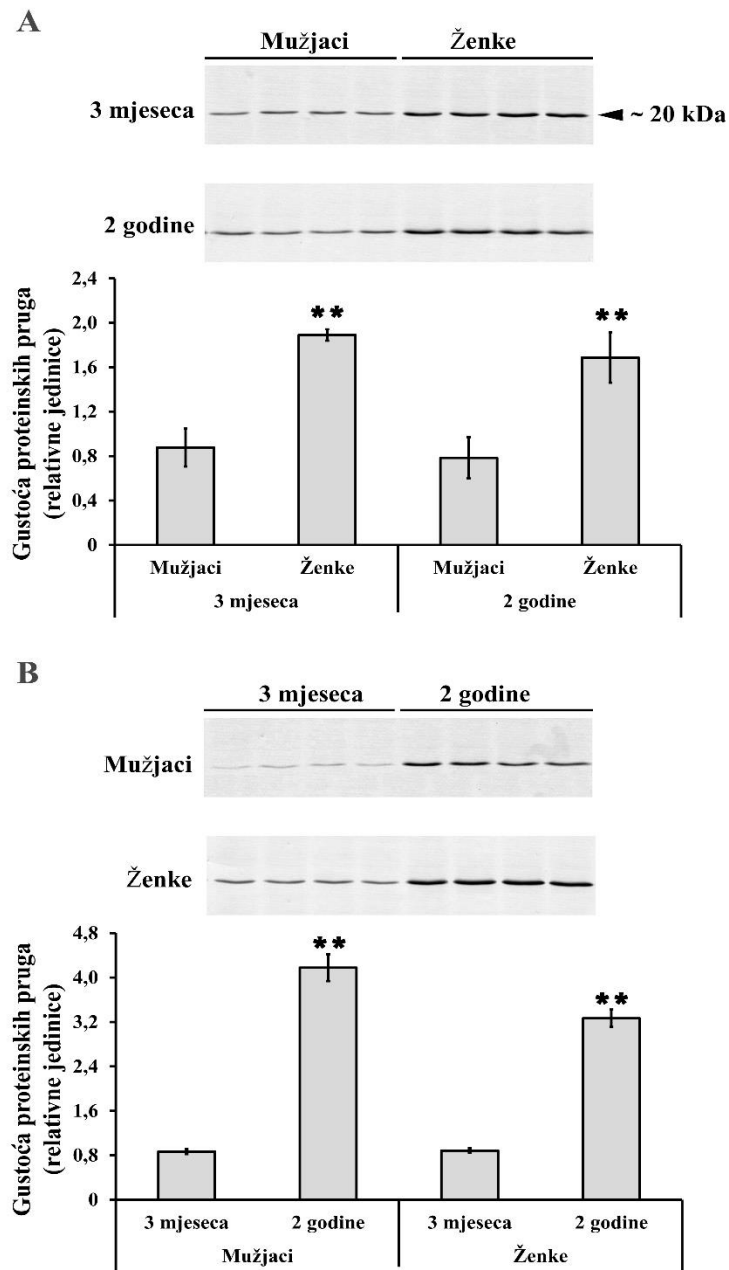 A
Mužjaci Ženke
3 mjeseca
~ 20 kDa
2 godine
Gustoća proteinskih pruga
(relativne jedinice)
2,4
2,0
1,6
1,2
0,8
0,4
0
** **
Mužjaci Ženke Mužjaci Ženke
3 mjeseca 2 godine
B
3 mjeseca 2 godine
Mužjaci
Ženke
Gustoća proteinskih pruga
(relativne jedinice)
4,8
4,0
3,2
2,4
1,6
0,8
0
** **
3 mjeseca 2 godine 3 mjeseca 2 godine
Mužjaci Ženke